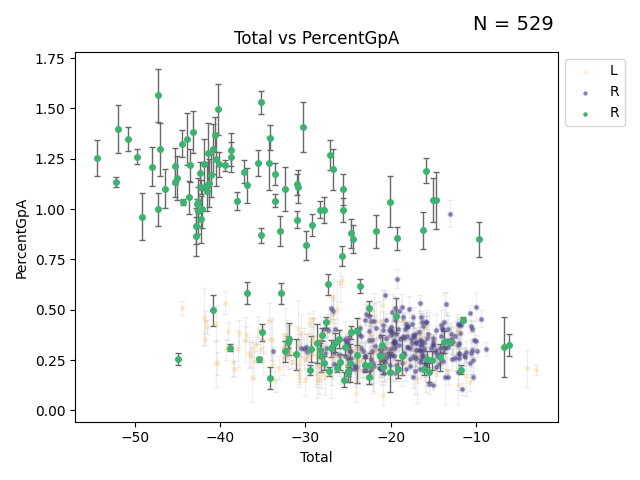 N = 529
Total vs PercentGpA
1.75
1.50
1.25
1.00
0.75
0.50
0.25
0.00
PercentGpA
−50
−40
−30
−20
−10
Total
L
R
R